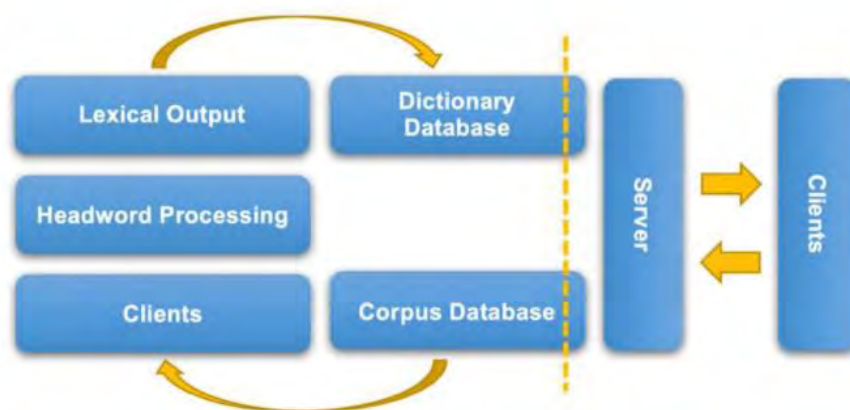 Lexical Output
Dictionary
Database
Headword Processing
Clients
Corpus Database
Server
Clients